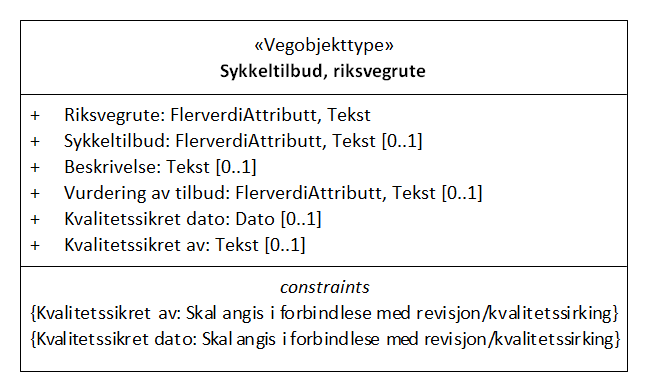 «Vegobjekttype»
Sykkeltilbud, riksvegrute
+ Riksvegrute: FlerverdiAttributt, Tekst
+ Sykkeltilbud: FlerverdiAttributt, Tekst [0..1]
+ Beskrivelse: Tekst [0..1]
+ Vurdering av tilbud: FlerverdiAttributt, Tekst [0..1]
+ Kvalitetssikret dato: Dato [0..1]
+ Kvalitetssikret av: Tekst [0..1]
constraints
{Kvalitetssikret av: Skal angis i forbindlese med revisjon/kvalitetssirking}
{Kvalitetssikret dato: Skal angis i forbindlese med revisjon/kvalitetssirking}